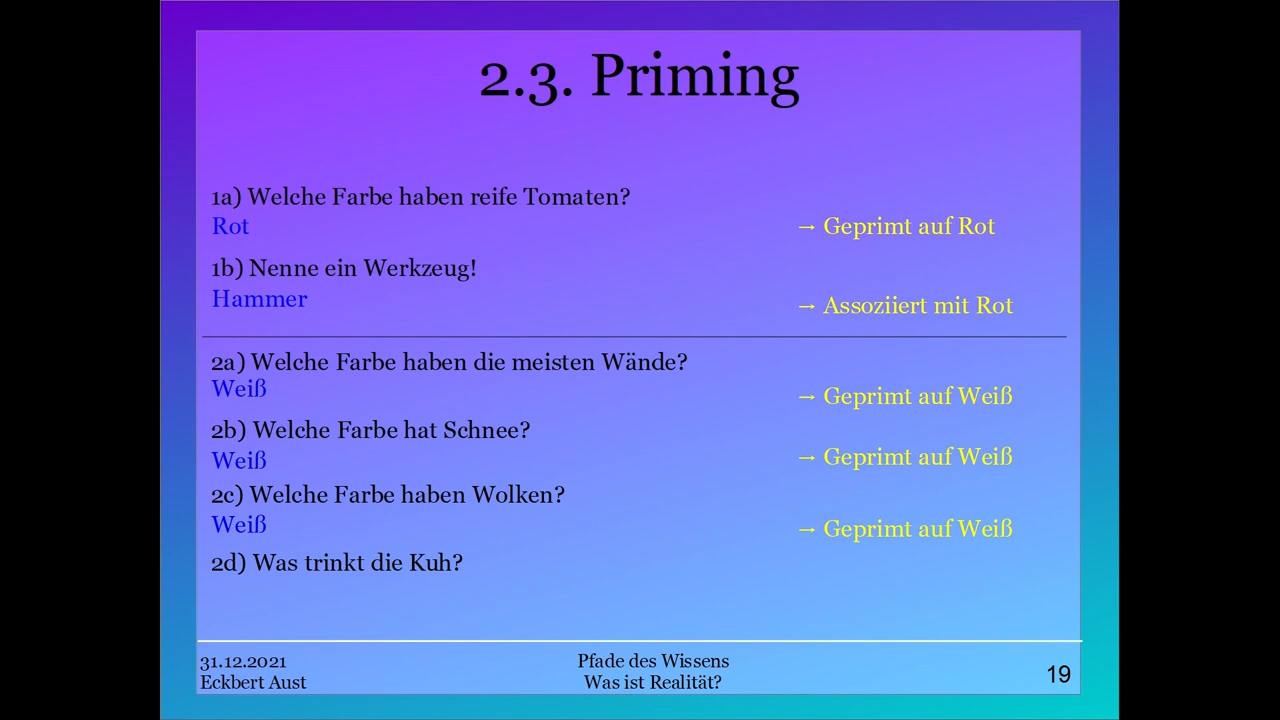 2.3. Priming
1a) Welche Farbe haben reife Tomaten?
Rot
→ Geprimt auf Rot
1b) Nenne ein Werkzeug!
Hammer
→ Assoziiert mit Rot
2a) Welche Farbe haben die meisten Wände?
Weiß
→ Geprimt auf Weiß
2b) Welche Farbe hat Schnee?
Weiß
→ Geprimt auf Weiß
2c) Welche Farbe haben Wolken?
Weiß
→ Geprimt auf Weiß
2d) Was trinkt die Kuh?
31.12.2021
Eckbert Aust
Pfade des Wissens
Was ist Realität?
19